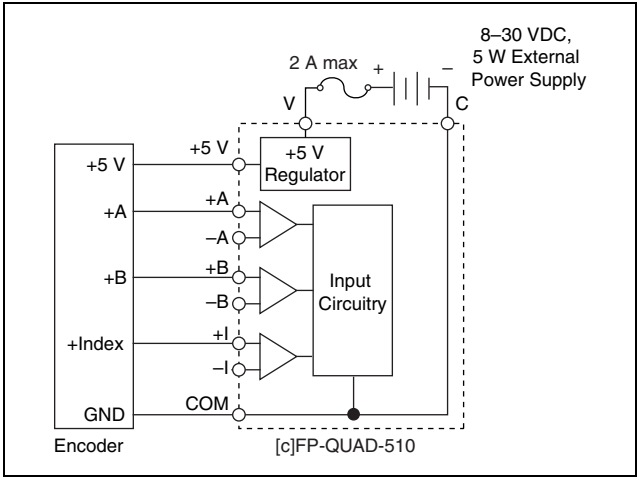 8–30 VDC,
5 W External
Power Supply
2 A max
+
–
V
C
+5 V
+5 V
+5 V
Regulator
+A
+A
–A
+B
+B
–B
Input
Circuitry
+Index
+I
–I
GND
COM
Encoder
[c]FP-QUAD-510